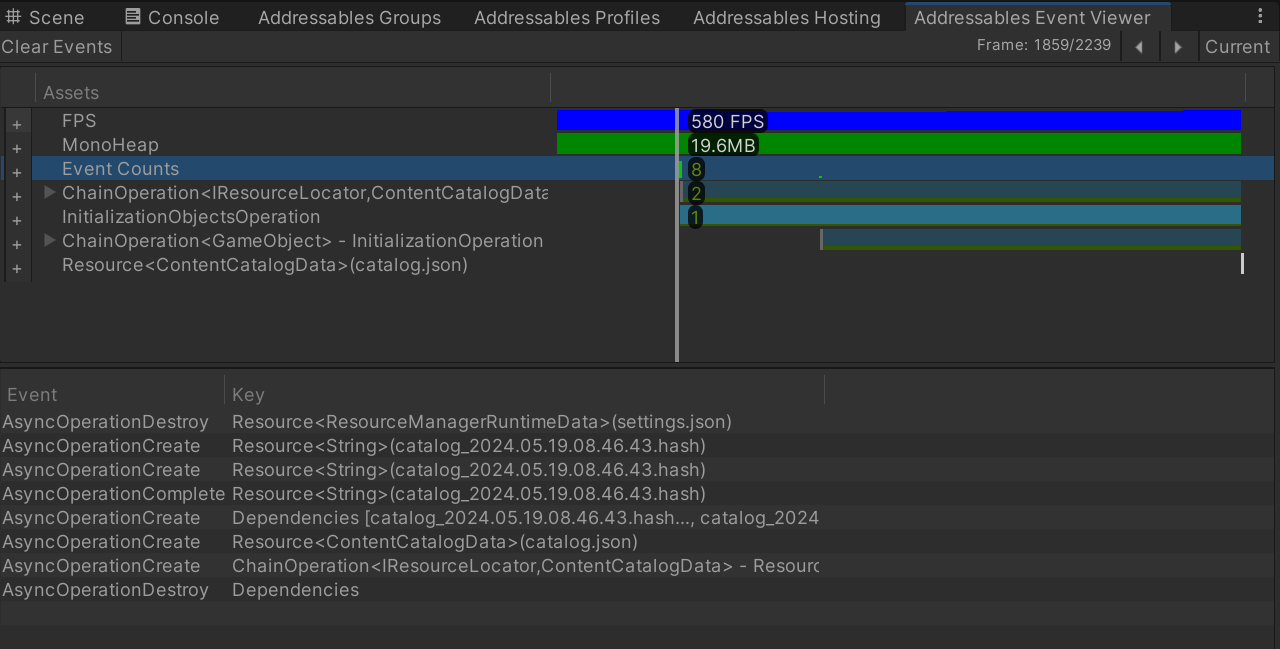 Scene Console Addressables Groups Addressables Profiles Addressables Hosting Addressables Event Viewer
Clear Events Frame: 1859/2239 Current
Assets
+ FPS 580 FPS
+ MonoHeap 19.6MB
+ Event Counts 8
+ ChainOperation<IResourceLocator,ContentCatalogData 2
+ InitializationObjectsOperation 1
+ ChainOperation<GameObject> - InitializationOperation
+ Resource<ContentCatalogData>(catalog.json)
Event Key
AsyncOperationDestroy Resource<ResourceManagerRuntimeData>(settings.json)
AsyncOperationCreate Resource<String>(catalog_2024.05.19.08.46.43.hash)
AsyncOperationCreate Resource<String>(catalog_2024.05.19.08.46.43.hash)
AsyncOperationComplete Resource<String>(catalog_2024.05.19.08.46.43.hash)
AsyncOperationCreate Dependencies [catalog_2024.05.19.08.46.43.hash..., catalog_2024
AsyncOperationCreate Resource<ContentCatalogData>(catalog.json)
AsyncOperationCreate ChainOperation<IResourceLocator,ContentCatalogData> - Resourc
AsyncOperationDestroy Dependencies